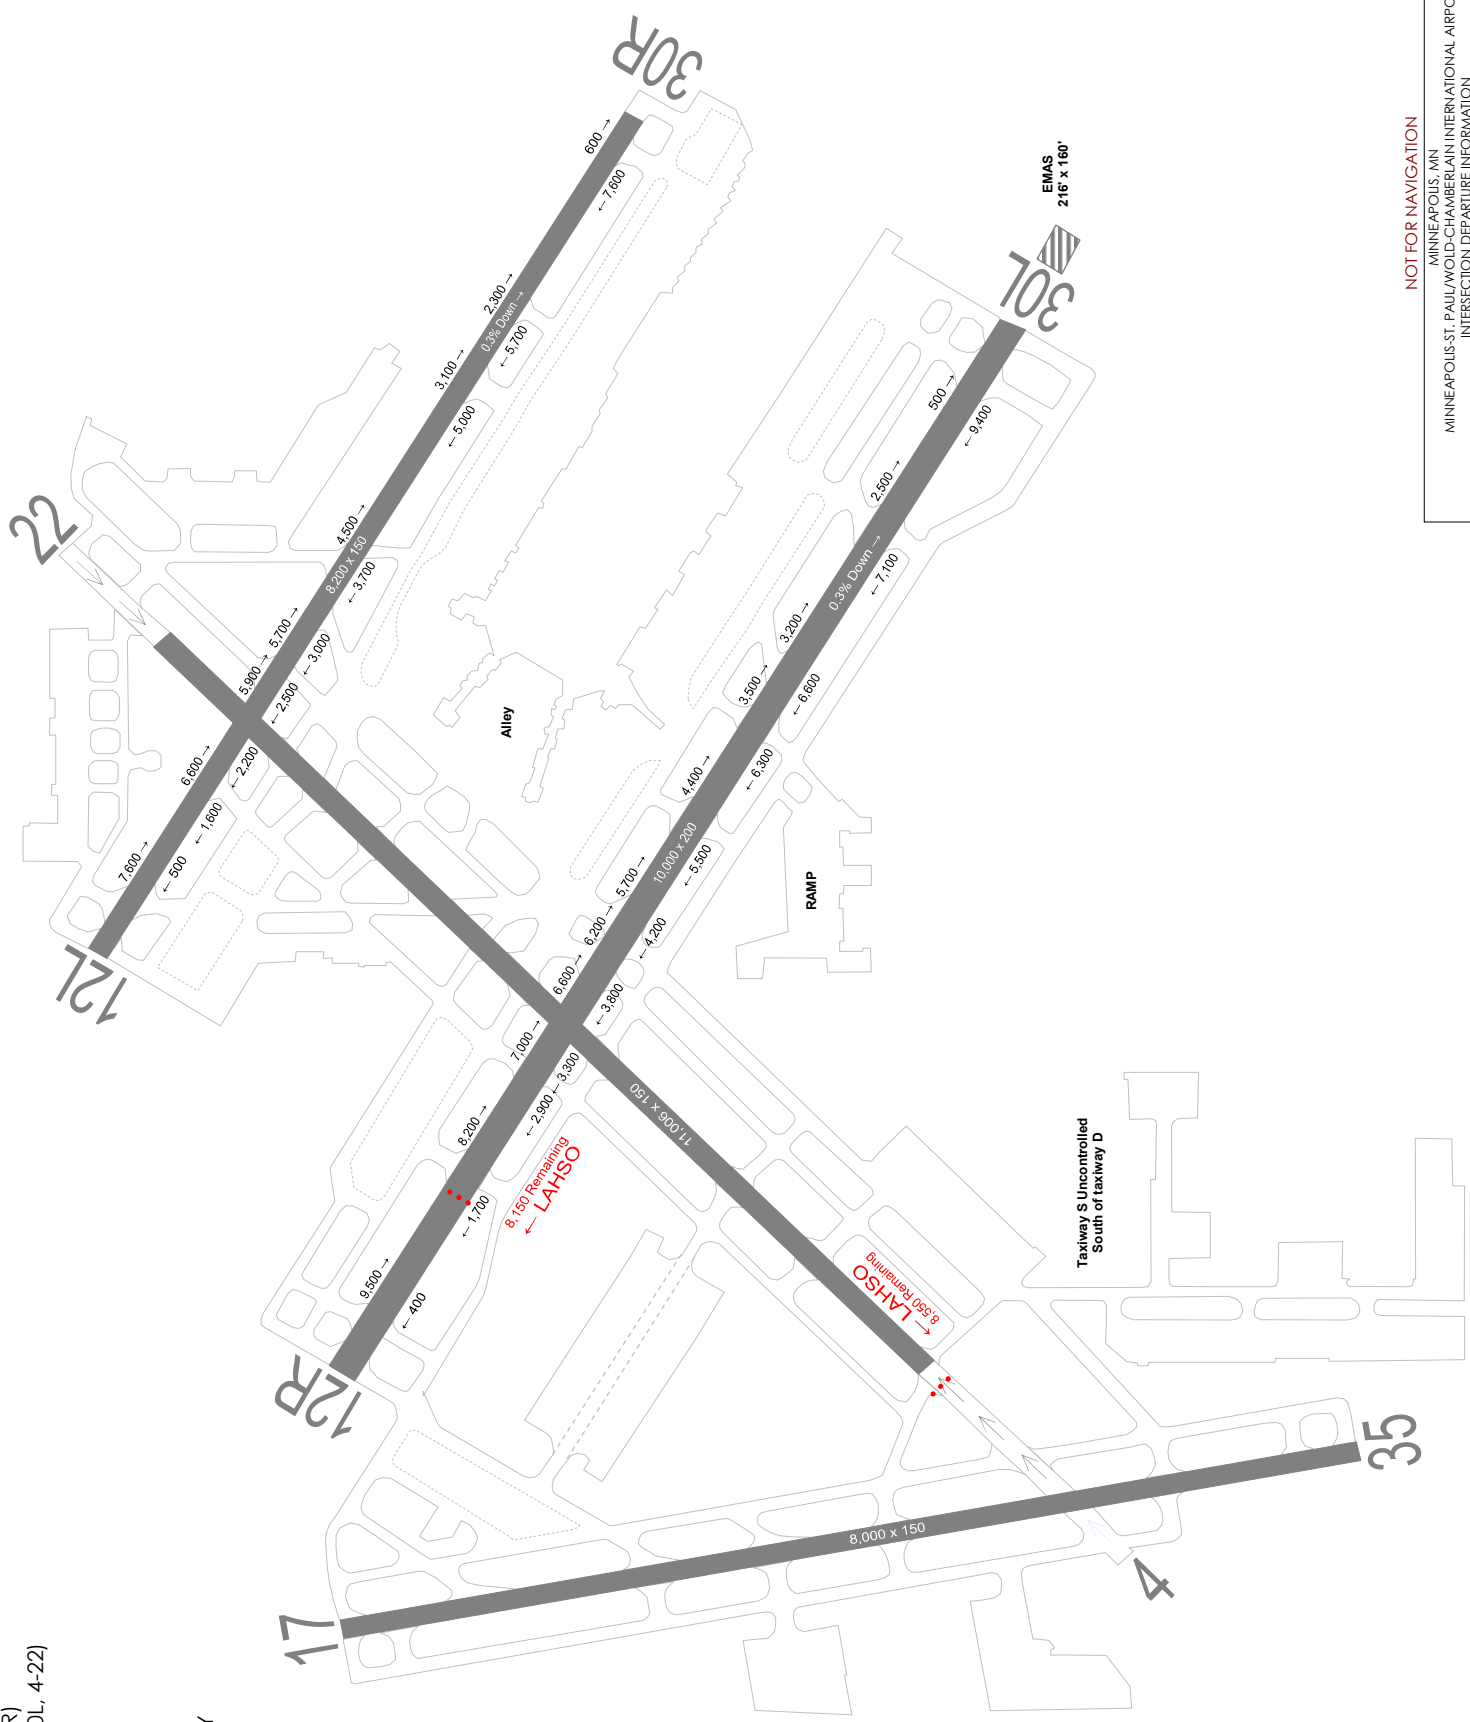 30R
600 →
← 7,600
EMAS
216' x 160'
NOT FOR NAVIGATION
MINNEAPOLIS, MN
MINNEAPOLIS-ST. PAUL/WOLD-CHAMBERLAIN INTERNATIONAL
INTERSECTION DEPARTURE INFORMATION
30L
2,300 →
0.3% Down →
← 5,700
3,100 →
← 5,000
4,500 →
8,200 x 150
← 3,700
22
5,700 →
← 3,000
5,900 →
← 2,500
6,600 →
← 2,200
← 1,600
7,600 →
← 500
12L
Alley
500 →
← 9,400
2,500 →
0.3% Down →
← 7,100
3,200 →
← 6,600
3,500 →
← 6,300
4,400 →
10,000 x 200
← 5,500
5,700 →
← 4,200
6,200 →
6,600 →
← 3,800
7,000 →
← 3,300
← 2,900
8,200 →
← 1,700
9,500 →
← 400
12R
8,150 Remaining
← LAHSO
RAMP
11,006 x 150
← LAHSO
8,550 Remaining
Taxiway S Uncontrolled
South of taxiway D
35
8,000 x 150
4
17
R)
0L, 4-22)
Y